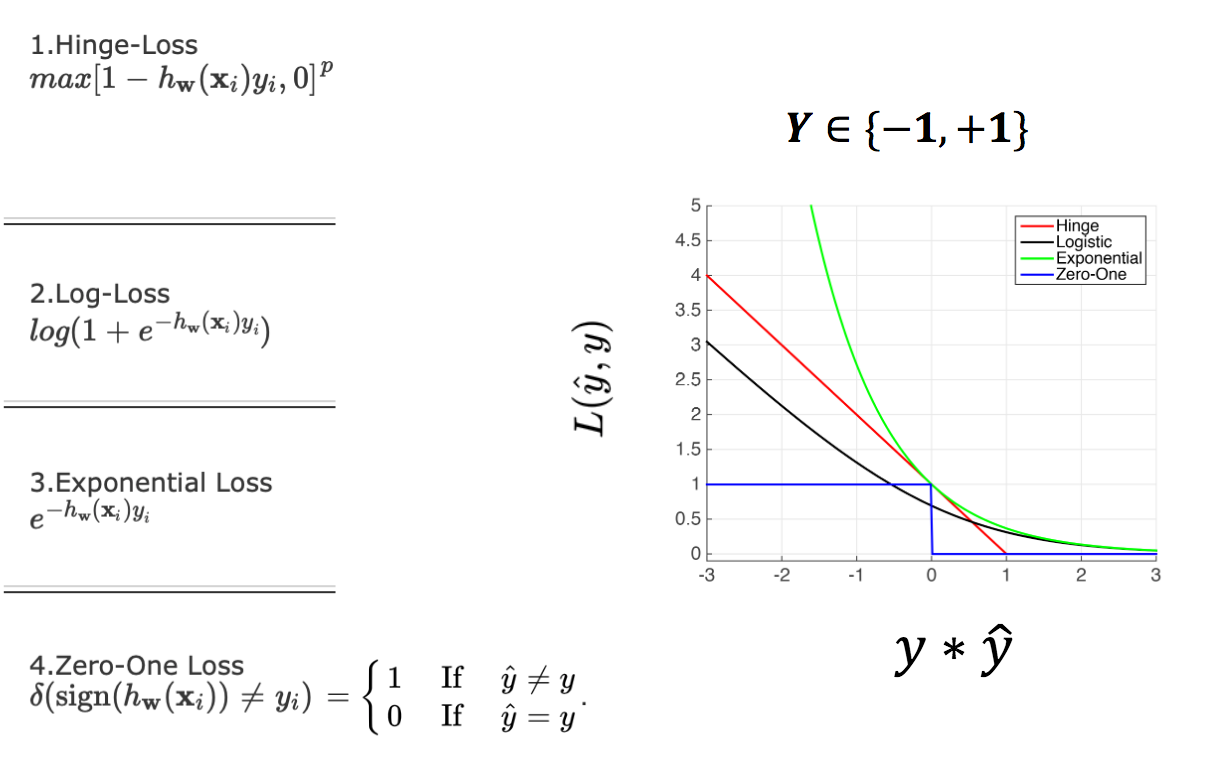 1.Hinge-Loss
max[1 − h_w(x_i)y_i, 0]^p
2.Log-Loss
log(1 + e^{−h_w(x_i)y_i})
3.Exponential Loss
e^{−h_w(x_i)y_i}
4.Zero-One Loss
δ(sign(h_w(x_i)) ≠ y_i) = { 1 If ŷ ≠ y
0 If ŷ = y .
Y ∈ {−1, +1}
L(ŷ, y)
5
4.5
4
3.5
3
2.5
2
1.5
1
0.5
0
-3 -2 -1 0 1 2 3
Hinge
Logistic
Exponential
Zero-One
y * ŷ